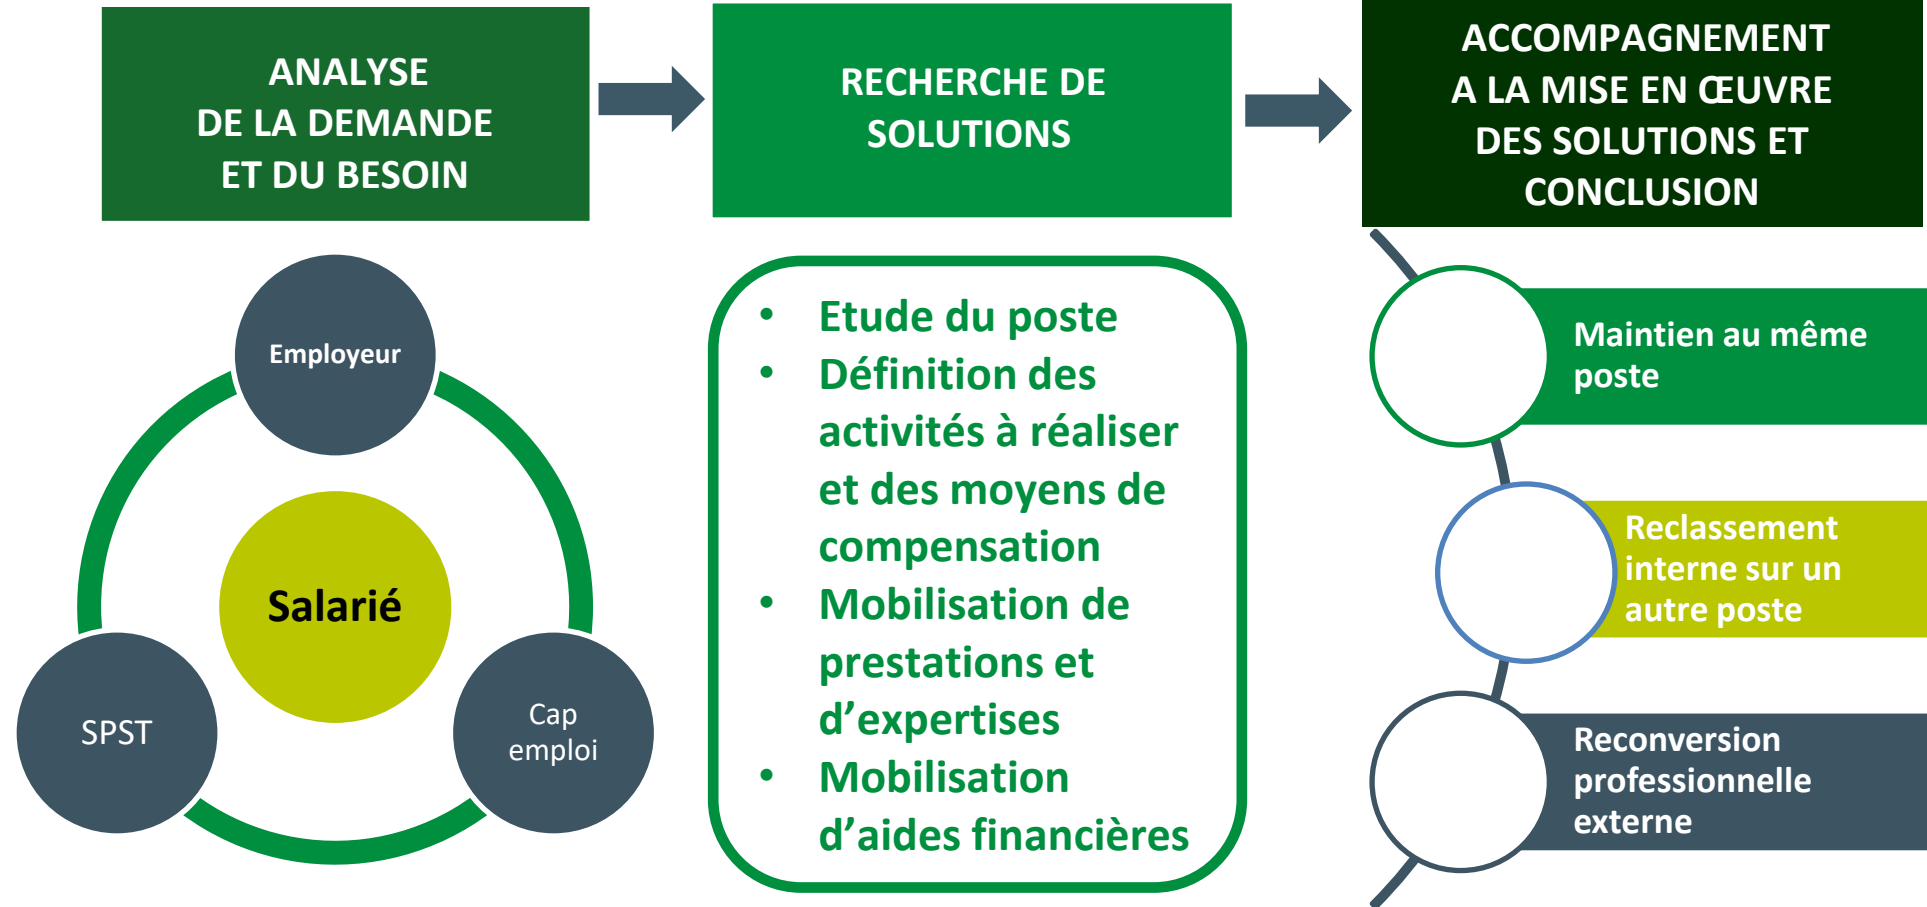 ANALYSE
DE LA DEMANDE
ET DU BESOIN
RECHERCHE DE
SOLUTIONS
ACCOMPAGNEMENT
A LA MISE EN ŒUVRE
DES SOLUTIONS ET
CONCLUSION
Employeur
Salarié
SPST
Cap
emploi
• Etude du poste
• Définition des
activités à réaliser
et des moyens de
compensation
• Mobilisation de
prestations et
d’expertises
• Mobilisation
d’aides financières
Maintien au même
poste
Reclassement
interne sur un
autre poste
Reconversion
professionnelle
externe